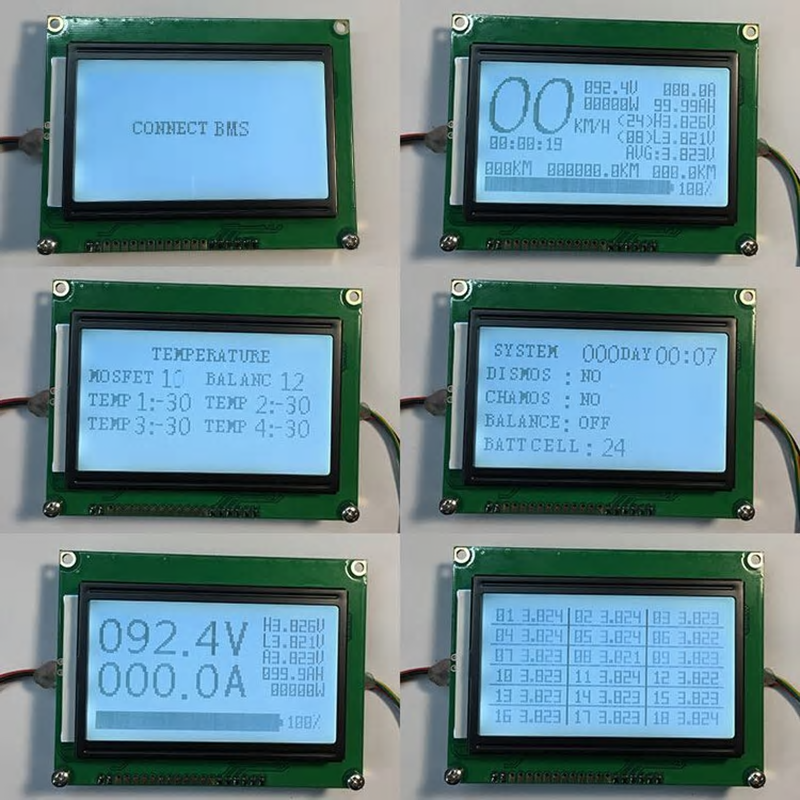 CONNECT BMS
00 KM/H 092.4V 000.0A
00000W 99.99AH
(24)H3.826V
(08)L3.821V
00:00:19 AVG:3.823V
000KM 000000.0KM 000.0KM
100%
TEMPERATURE
MOSFET 10 BALANC 12
TEMP 1:-30 TEMP 2:-30
TEMP 3:-30 TEMP 4:-30
SYSTEM 000DAY 00:07
DISMOS : NO
CHAMOS : NO
BALANCE: OFF
BATT CELL : 24
092.4V H3.826V
L3.821V
A3.823V
000.0A 099.9AH
00000W
100%
01 3.824 02 3.824 03 3.823
04 3.824 05 3.824 06 3.822
07 3.823 08 3.821 09 3.823
10 3.823 11 3.824 12 3.822
13 3.823 14 3.823 15 3.823
16 3.823 17 3.823 18 3.824